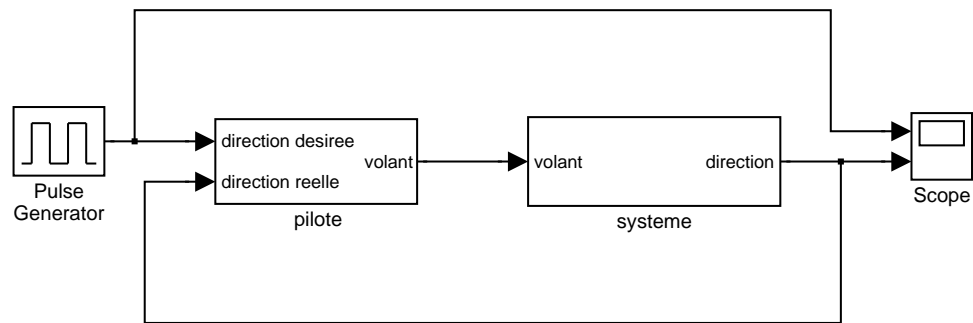 direction desiree
direction reelle
volant
pilote
volant
direction
systeme
Pulse
Generator
Scope